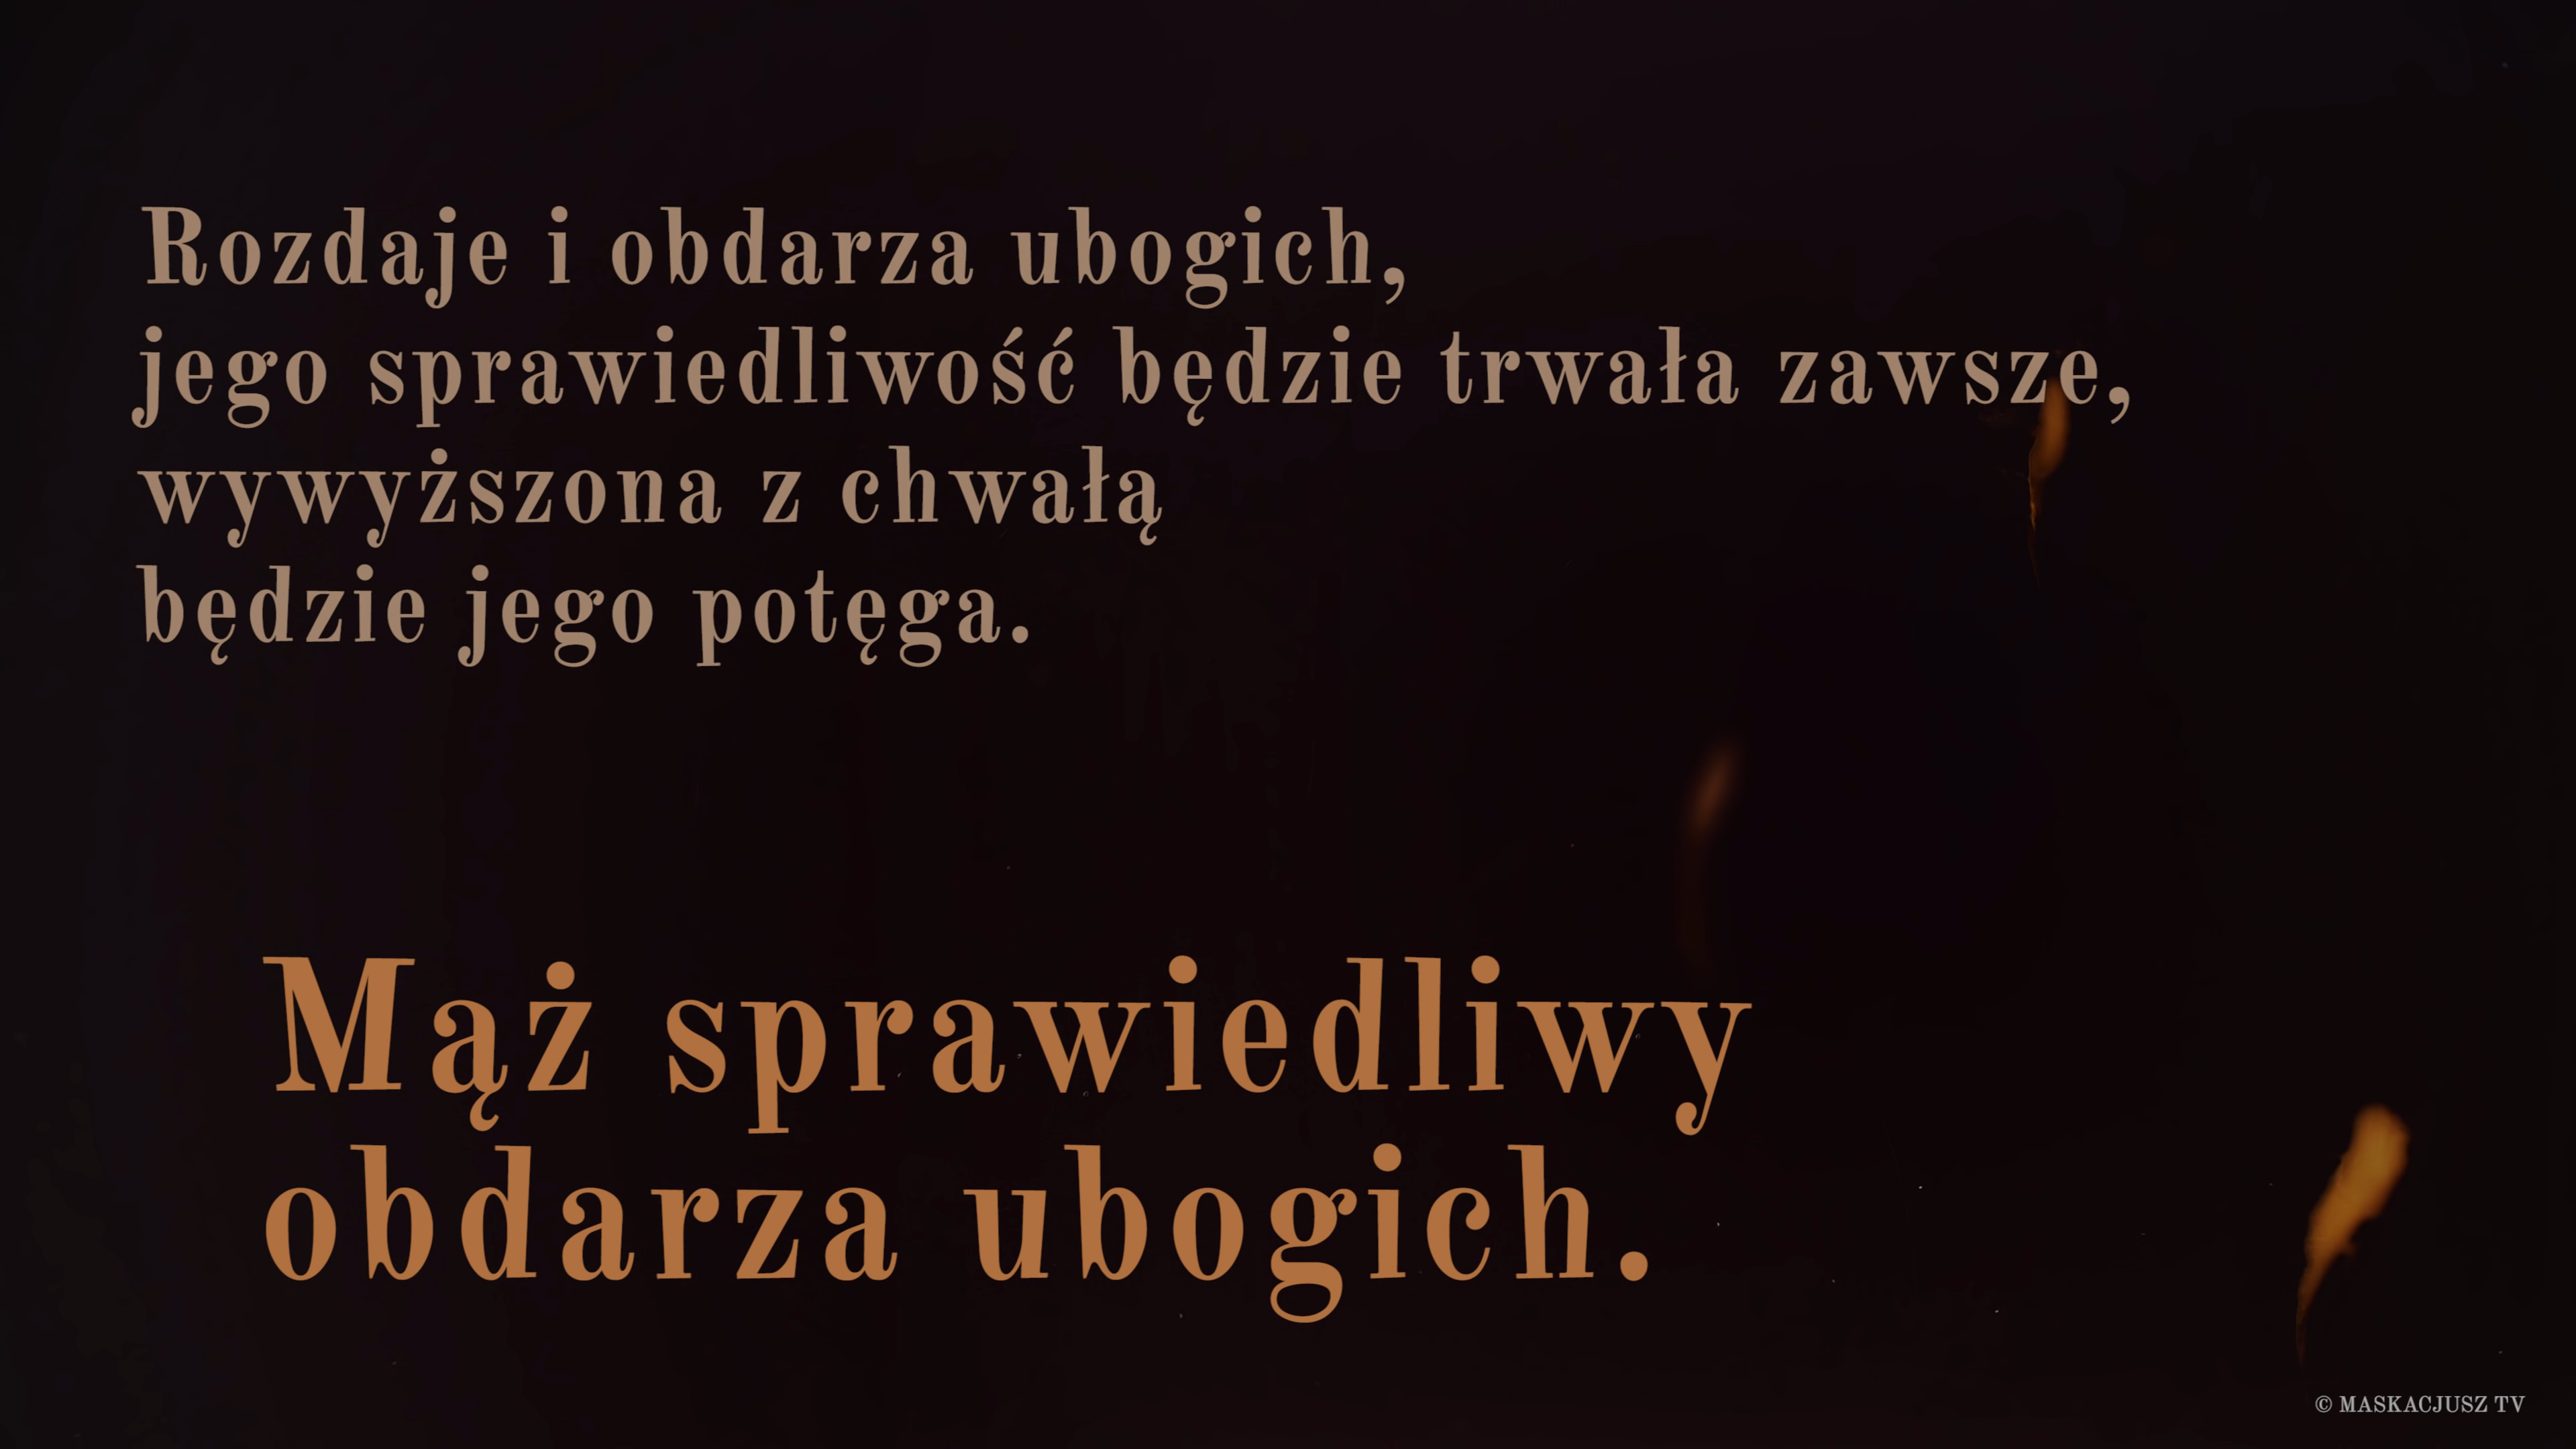 Rozdaje i obdarza ubogich,
jego sprawiedliwość będzie trwała zawsze,
wywyższona z chwałą
będzie jego potęga.
Mąż sprawiedliwy
obdarza ubogich.
© MASKACJUSZ TV